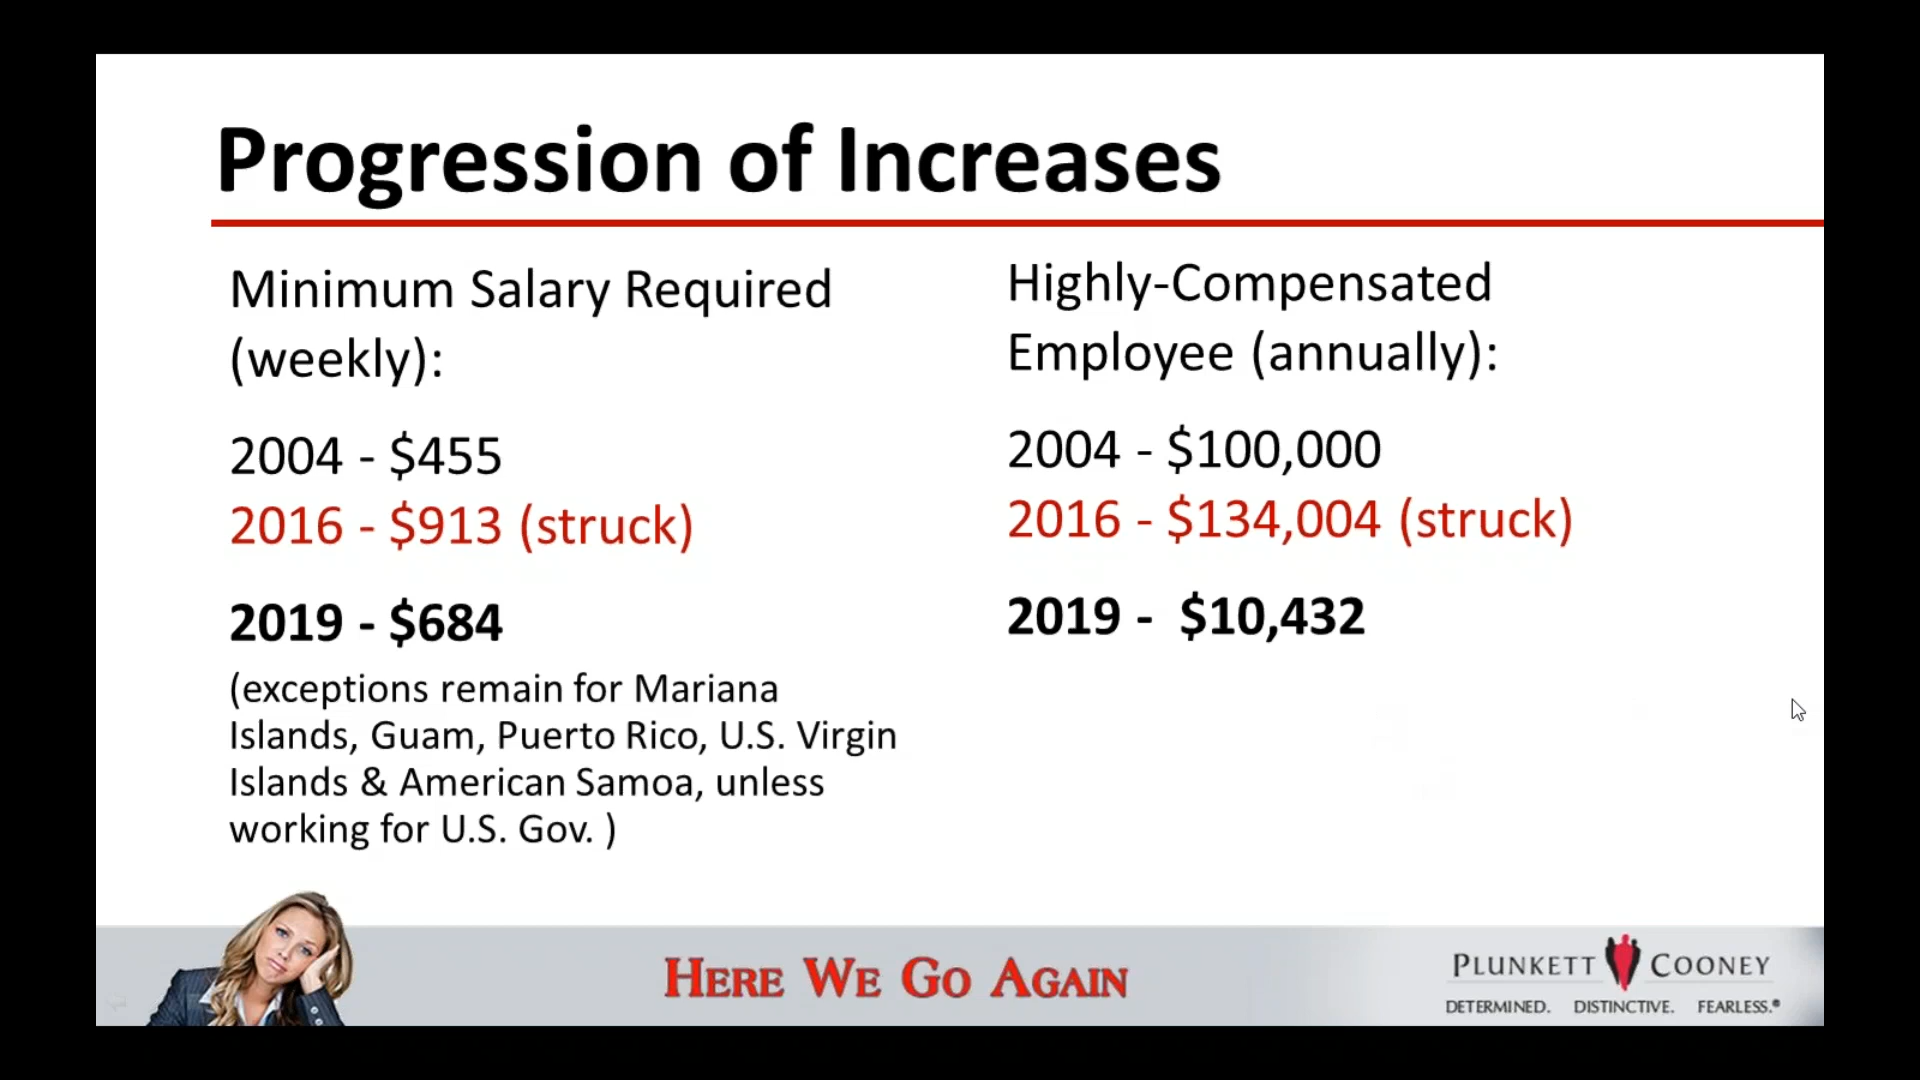 Progression of Increases
Minimum Salary Required
(weekly):
2004 - $455
2016 - $913 (struck)
2019 - $684
(exceptions remain for Mariana
Islands, Guam, Puerto Rico, U.S. Virgin
Islands & American Samoa, unless
working for U.S. Gov. )
Highly-Compensated
Employee (annually):
2004 - $100,000
2016 - $134,004 (struck)
2019 -  $10,432
HERE WE GO AGAIN
PLUNKETT COONEY
DETERMINED. DISTINCTIVE. FEARLESS.®